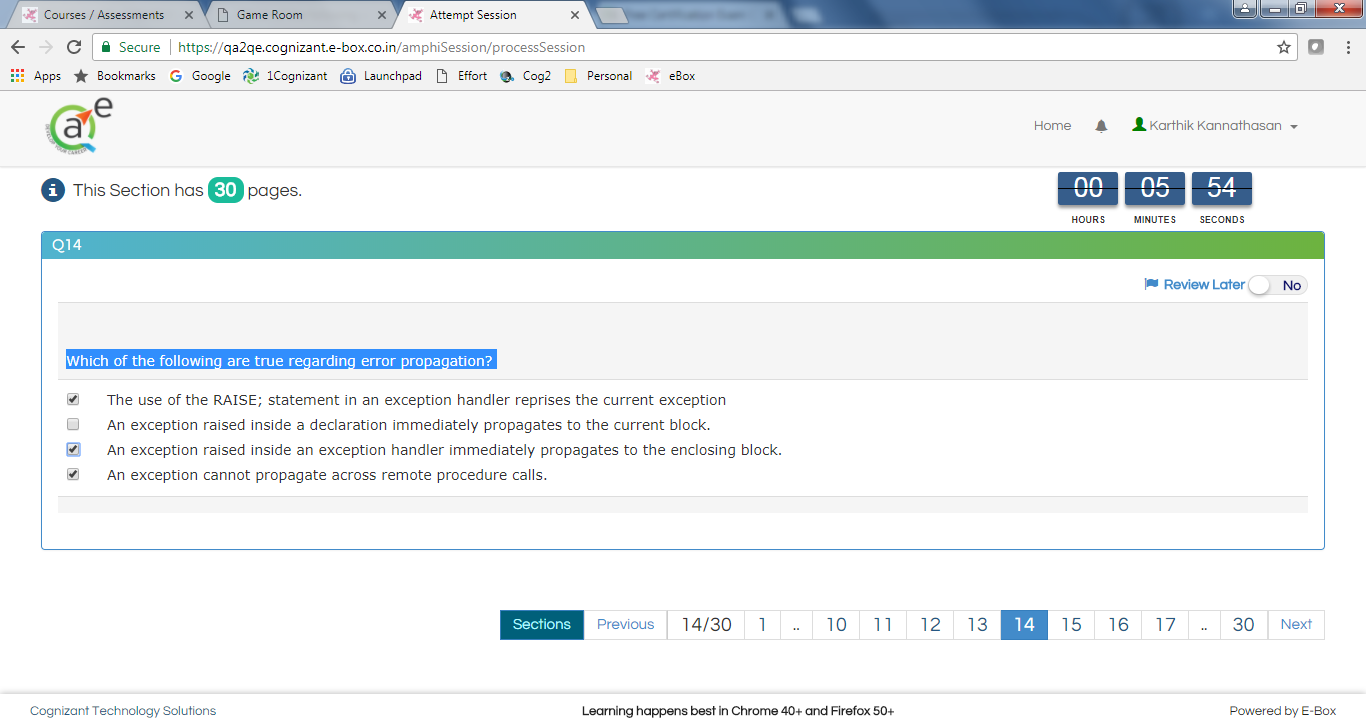 Courses / Assessments
Game Room
Attempt Session
Secure
https://qa2qe.cognizant.e-box.co.in/amphiSession/processSession
Apps
Bookmarks
Google
1Cognizant
Launchpad
Effort
Cog2
Personal
eBox
a e
Home
Karthik Kannathasan
This Section has 30 pages.
00 05 54
HOURS MINUTES SECONDS
Q14
Review Later No
Which of the following are true regarding error propagation?
The use of the RAISE; statement in an exception handler reprises the current exception
An exception raised inside a declaration immediately propagates to the current block.
An exception raised inside an exception handler immediately propagates to the enclosing block.
An exception cannot propagate across remote procedure calls.
Sections Previous 14/30 1 .. 10 11 12 13 14 15 16 17 .. 30 Next
Cognizant Technology Solutions
Learning happens best in Chrome 40+ and Firefox 50+
Powered by E-Box